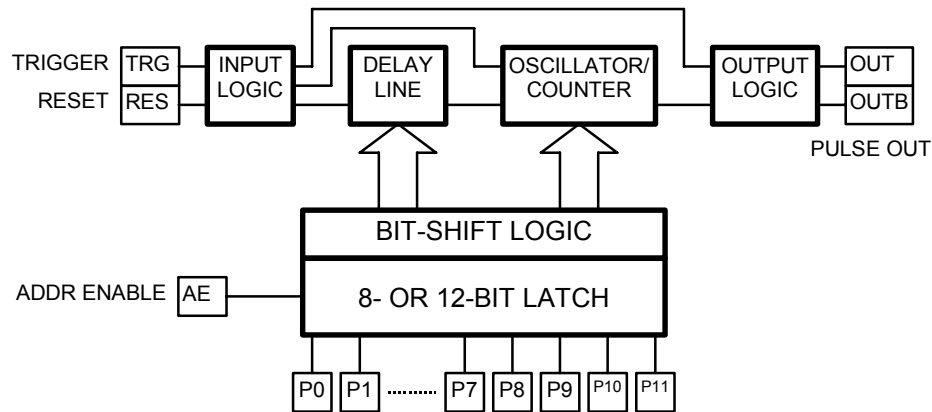 TRIGGER TRG INPUT LOGIC DELAY LINE OSCILLATOR/ COUNTER OUTPUT LOGIC OUT
RESET RES OUTB
PULSE OUT
BIT-SHIFT LOGIC
ADDR ENABLE AE 8- OR 12-BIT LATCH
P0 P1 ......... P7 P8 P9 P10 P11